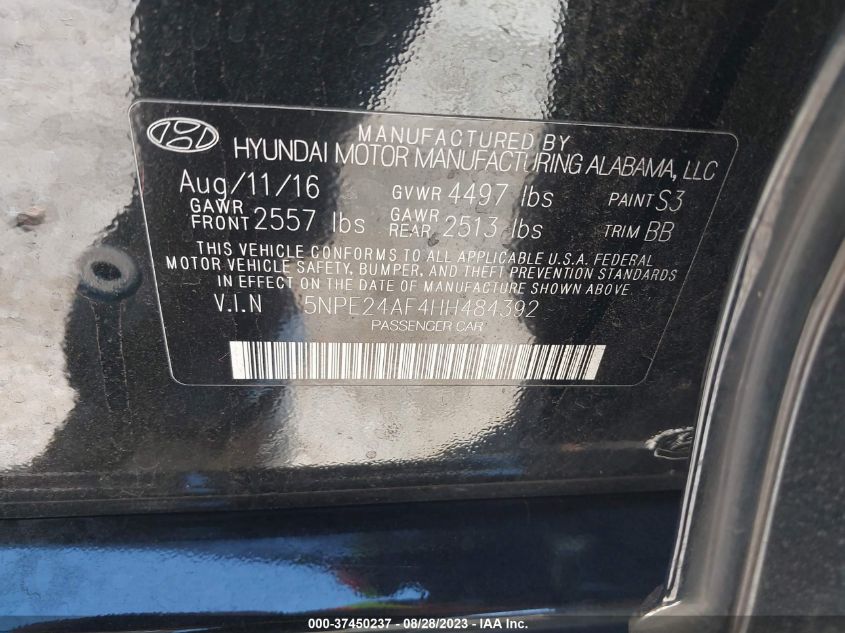 MANUFACTURED BY
HYUNDAI MOTOR MANUFACTURING ALABAMA, LLC
Aug/11/16 GVWR 4497 lbs PAINT S3
GAWR FRONT 2557 lbs GAWR REAR 2513 lbs TRIM BB
THIS VEHICLE CONFORMS TO ALL APPLICABLE U.S.A. FEDERAL
MOTOR VEHICLE SAFETY, BUMPER, AND THEFT PREVENTION STANDARDS
IN EFFECT ON THE DATE OF MANUFACTURE SHOWN ABOVE.
V.I.N 5NPE24AF4HH484392
PASSENGER CAR
000-37450237 - 08/28/2023 - IAA Inc.